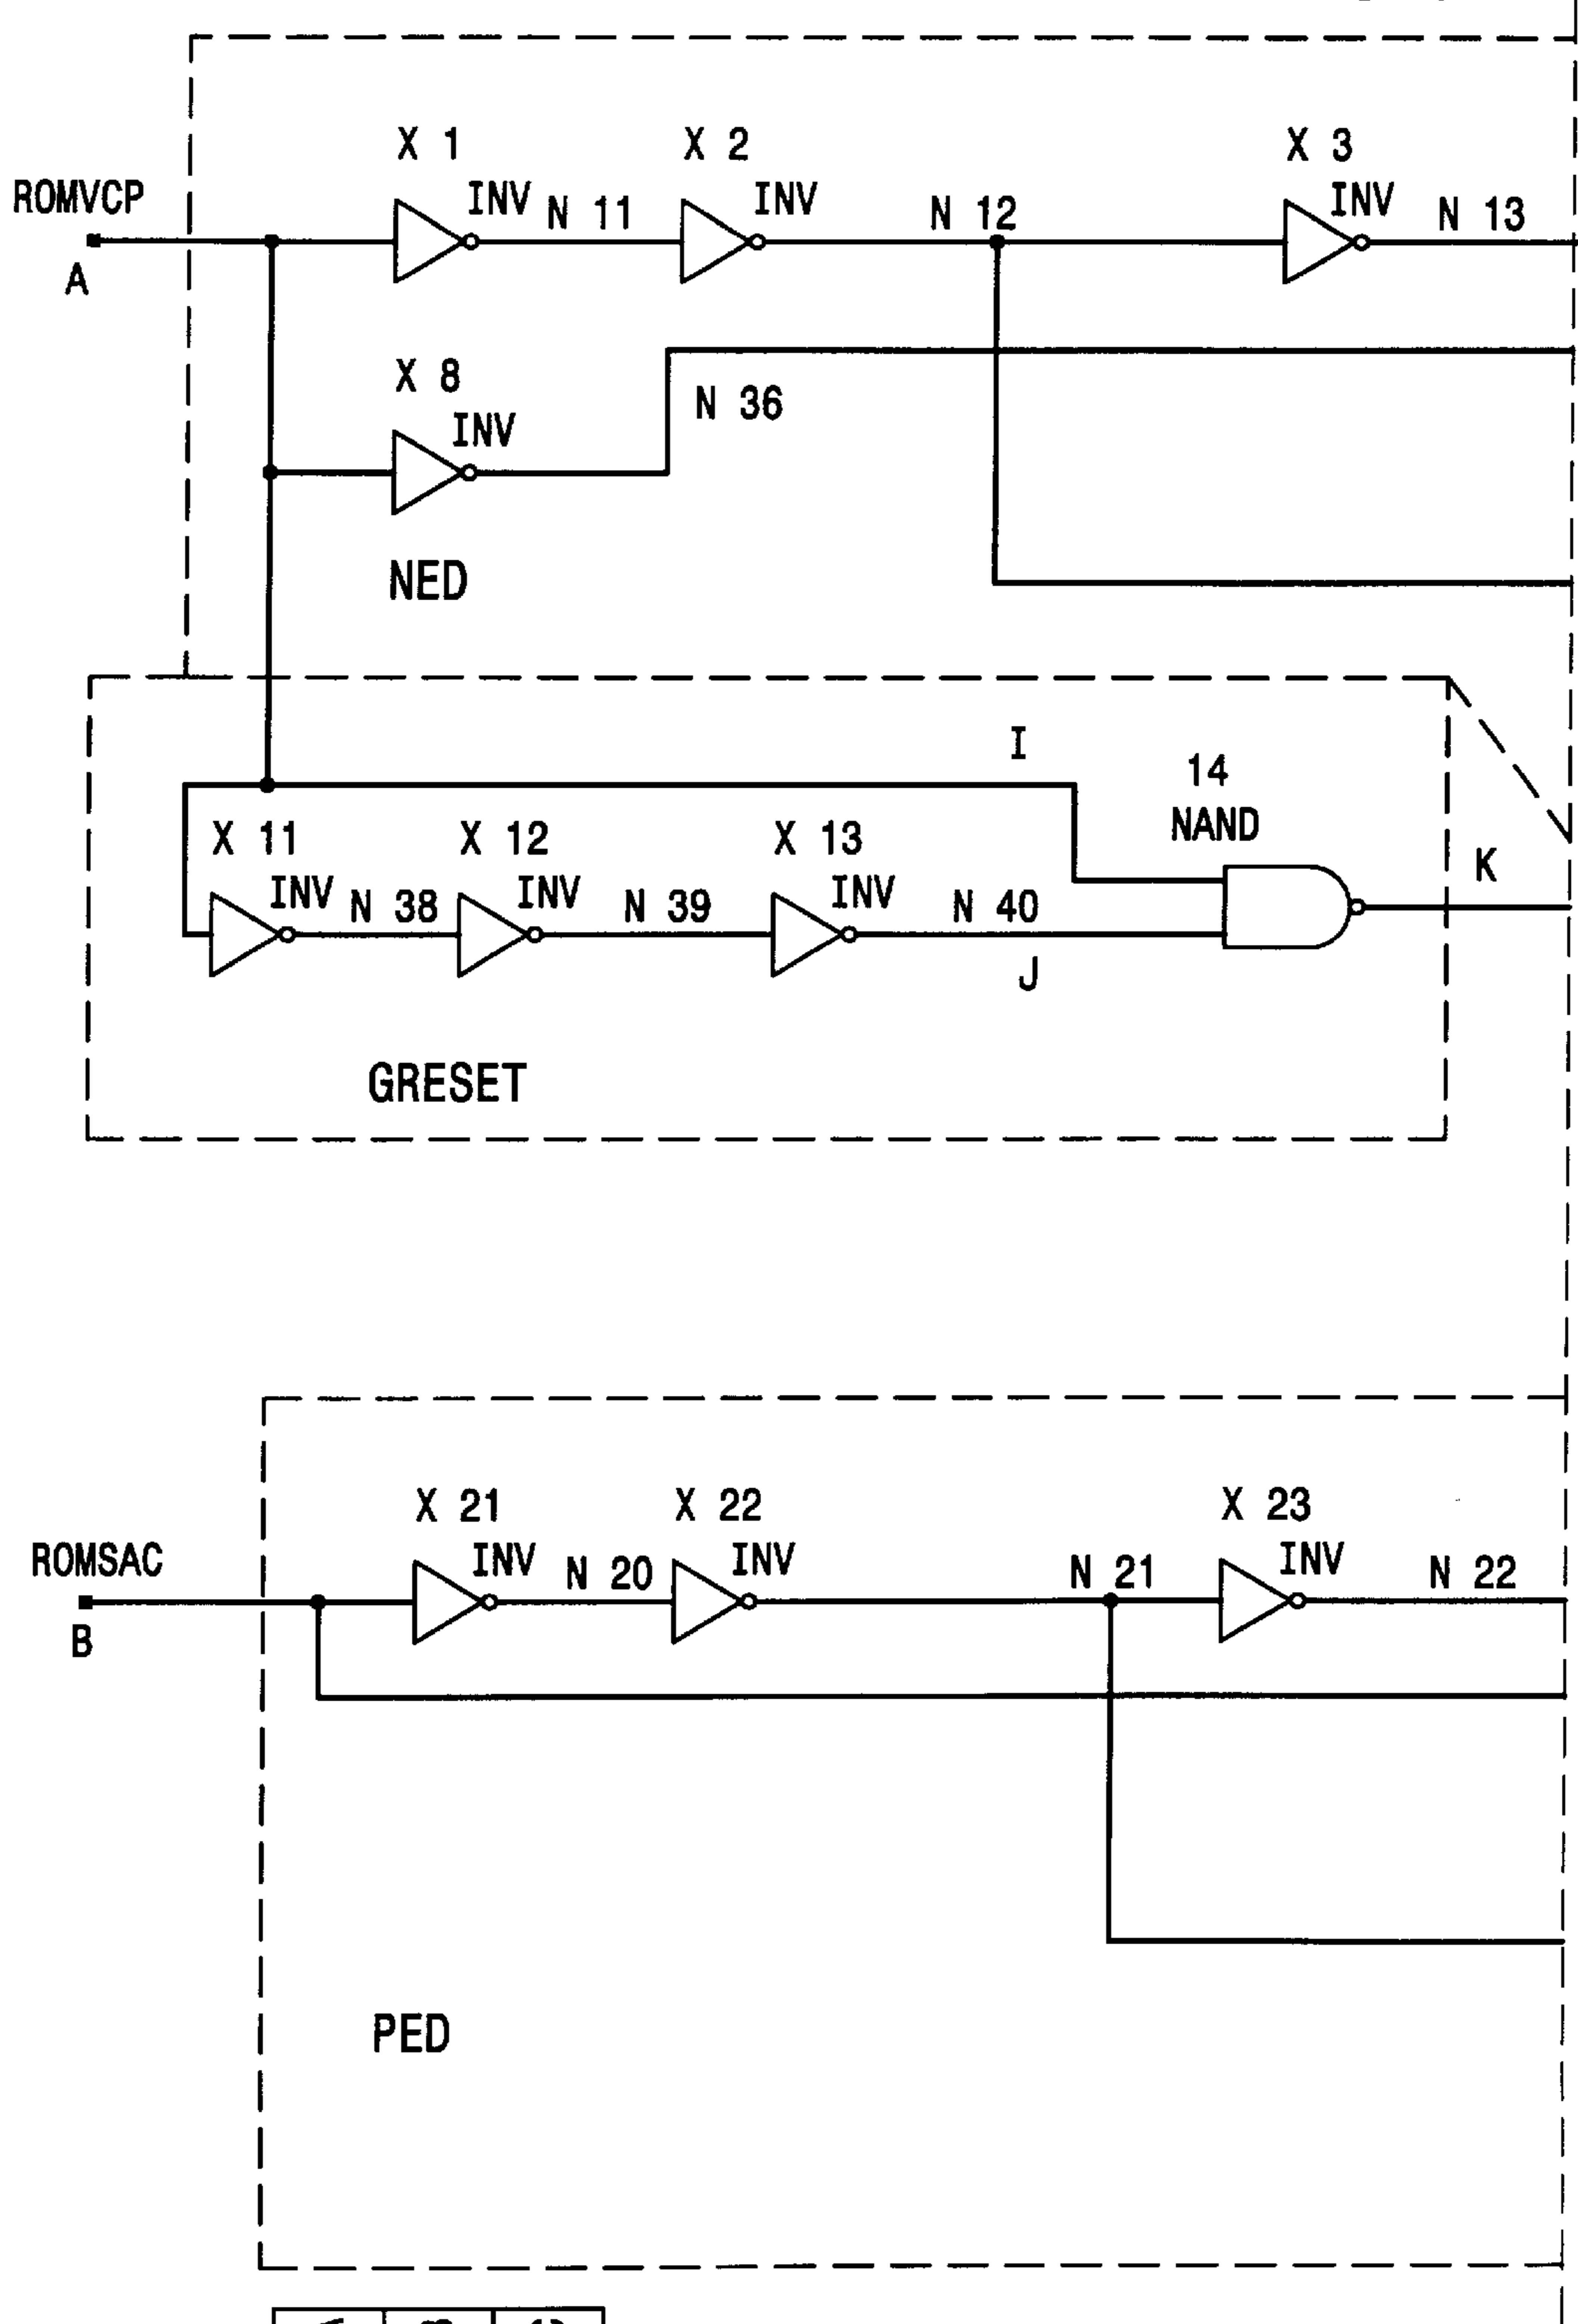 X 1
X 2
X 3
ROMVCP
INV
N 11
INV
N 12
INV
N 13
A
X 8
INV
N 36
NED
I
14
NAND
X 11
X 12
X 13
K
INV
N 38
INV
N 39
INV
N 40
J
GRESET
X 21
X 22
X 23
ROMSAC
INV
N 20
INV
N 21
INV
N 22
B
PED